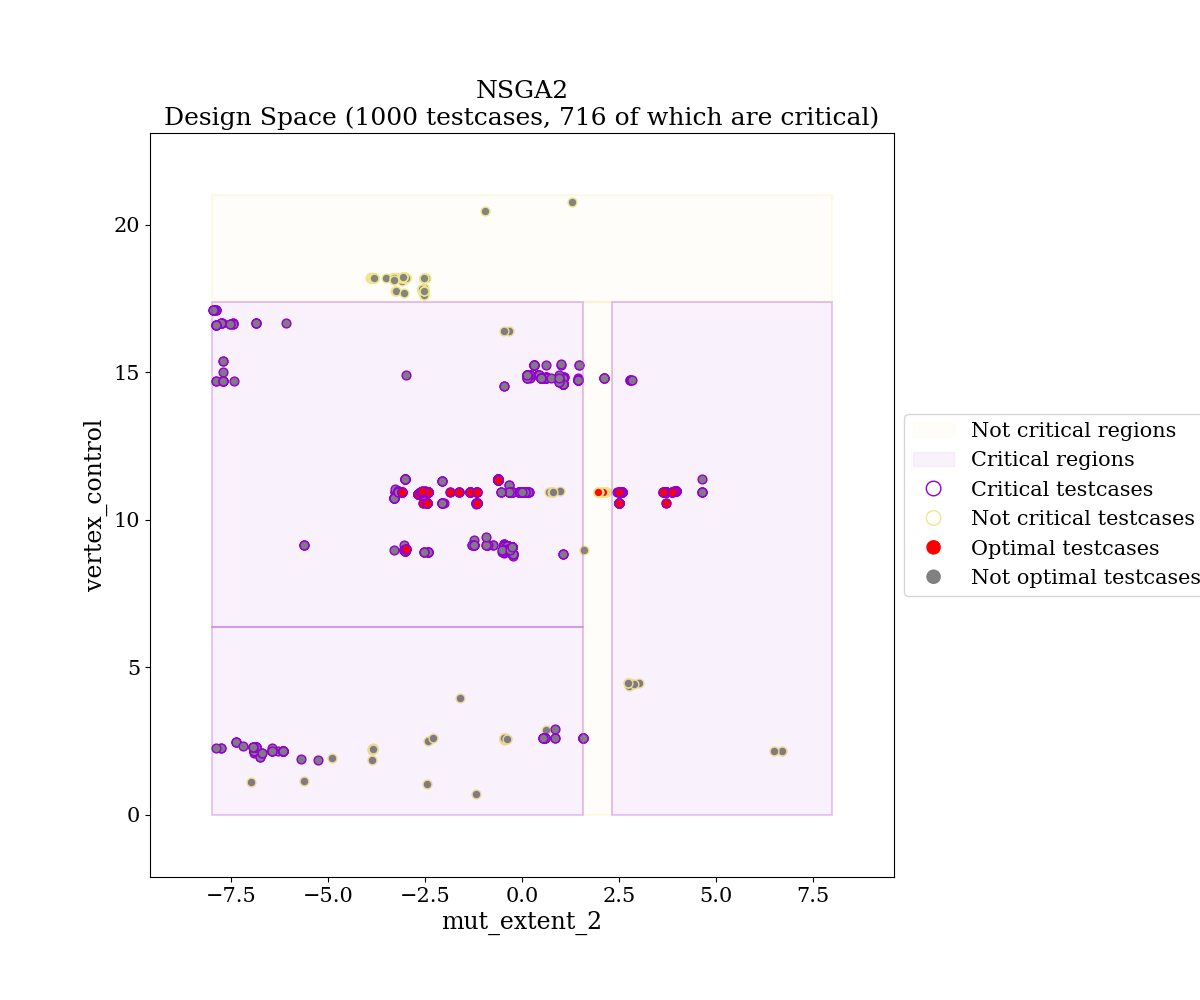 NSGA2
Design Space (1000 testcases, 716 of which are critical)
20
15
10
5
0
vertex_control
−7.5
−5.0
−2.5
0.0
2.5
5.0
7.5
mut_extent_2
Not critical regions
Critical regions
Critical testcases
Not critical testcases
Optimal testcases
Not optimal testcases